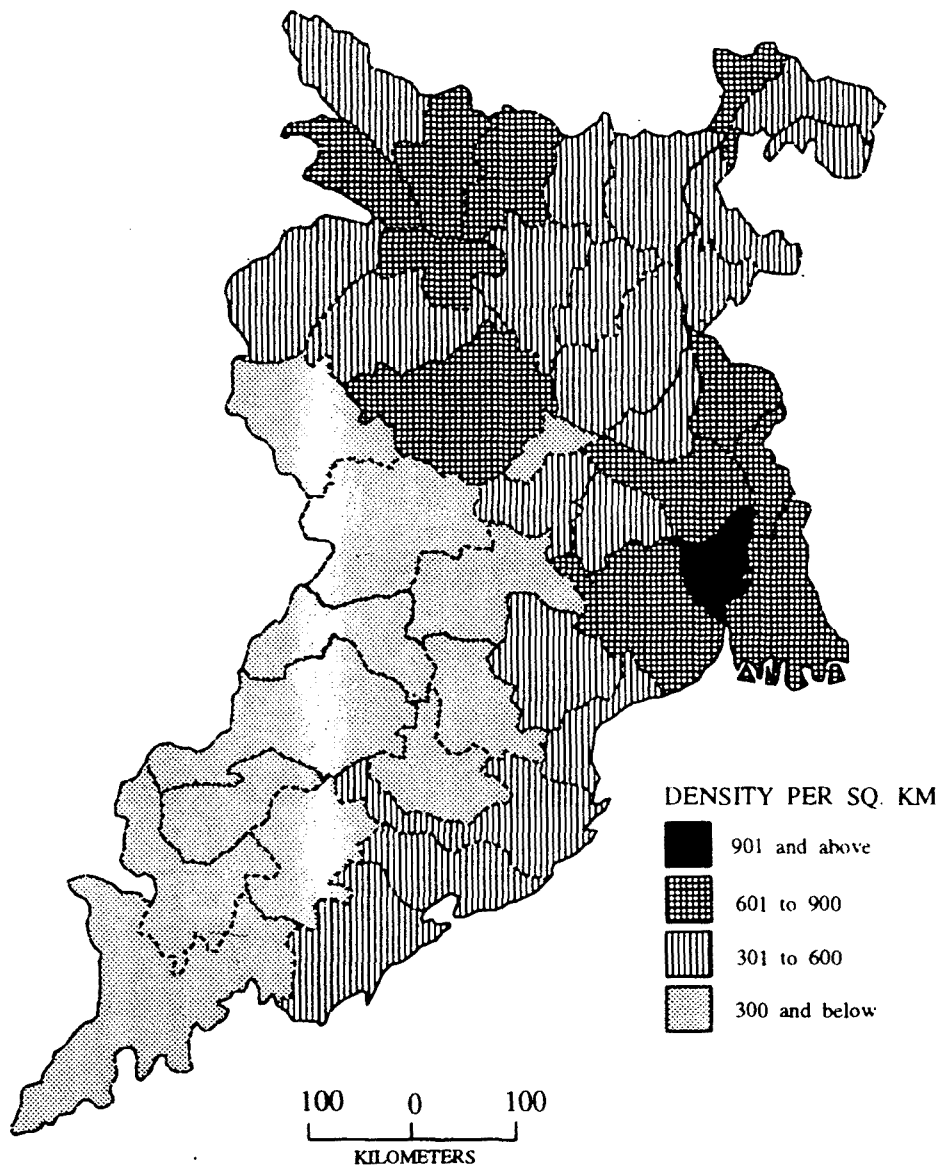 DENSITY PER SQ. KM
901 and above
601 to 900
301 to 600
300 and below
100 0 100
KILOMETERS